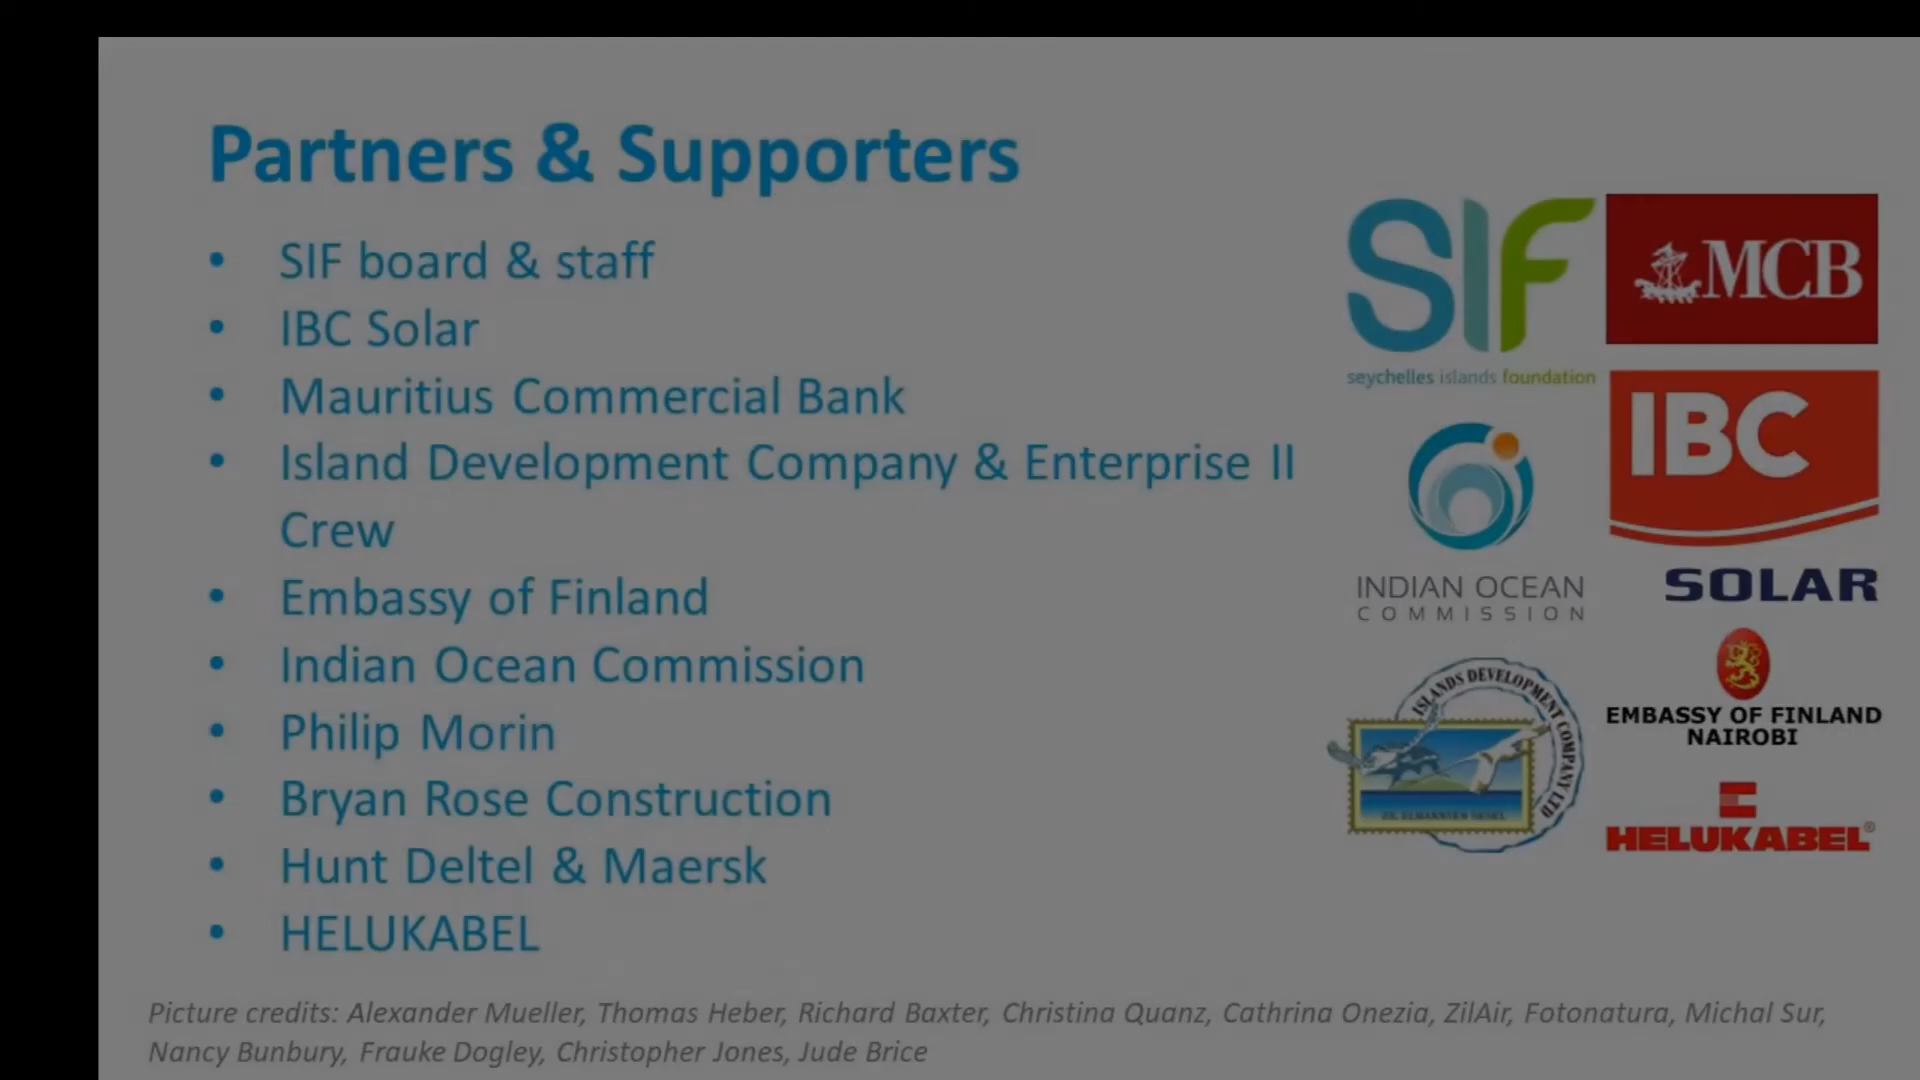 Partners & Supporters
• SIF board & staff
• IBC Solar
• Mauritius Commercial Bank
• Island Development Company & Enterprise II
Crew
• Embassy of Finland
• Indian Ocean Commission
• Philip Morin
• Bryan Rose Construction
• Hunt Deltel & Maersk
• HELUKABEL
SIF
seychelles islands foundation
MCB
IBC
SOLAR
INDIAN OCEAN
COMMISSION
ISLANDS DEVELOPMENT COMPANY LTD
EMBASSY OF FINLAND
NAIROBI
HELUKABEL®
Picture credits: Alexander Mueller, Thomas Heber, Richard Baxter, Christina Quanz, Cathrina Onezia, ZilAir, Fotonatura, Michal Sur,
Nancy Bunbury, Frauke Dogley, Christopher Jones, Jude Brice